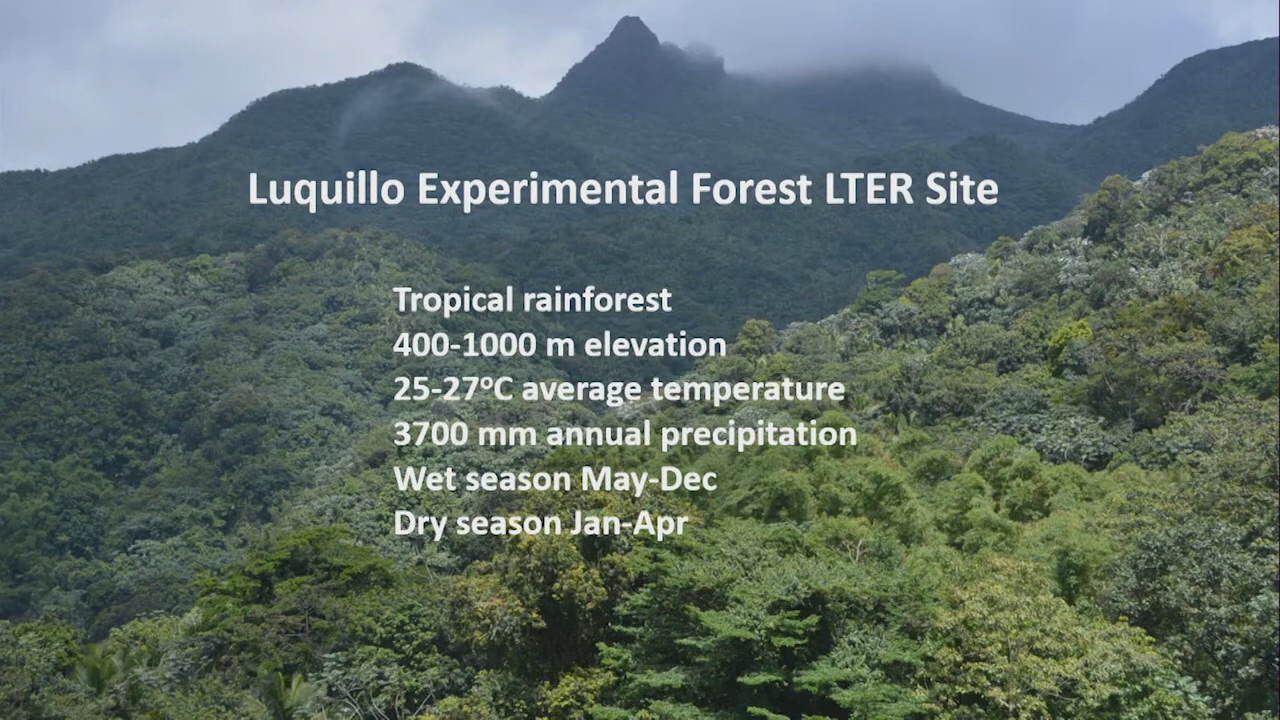 Luquillo Experimental Forest LTER Site
Tropical rainforest
400-1000 m elevation
25-27°C average temperature
3700 mm annual precipitation
Wet season May-Dec
Dry season Jan-Apr